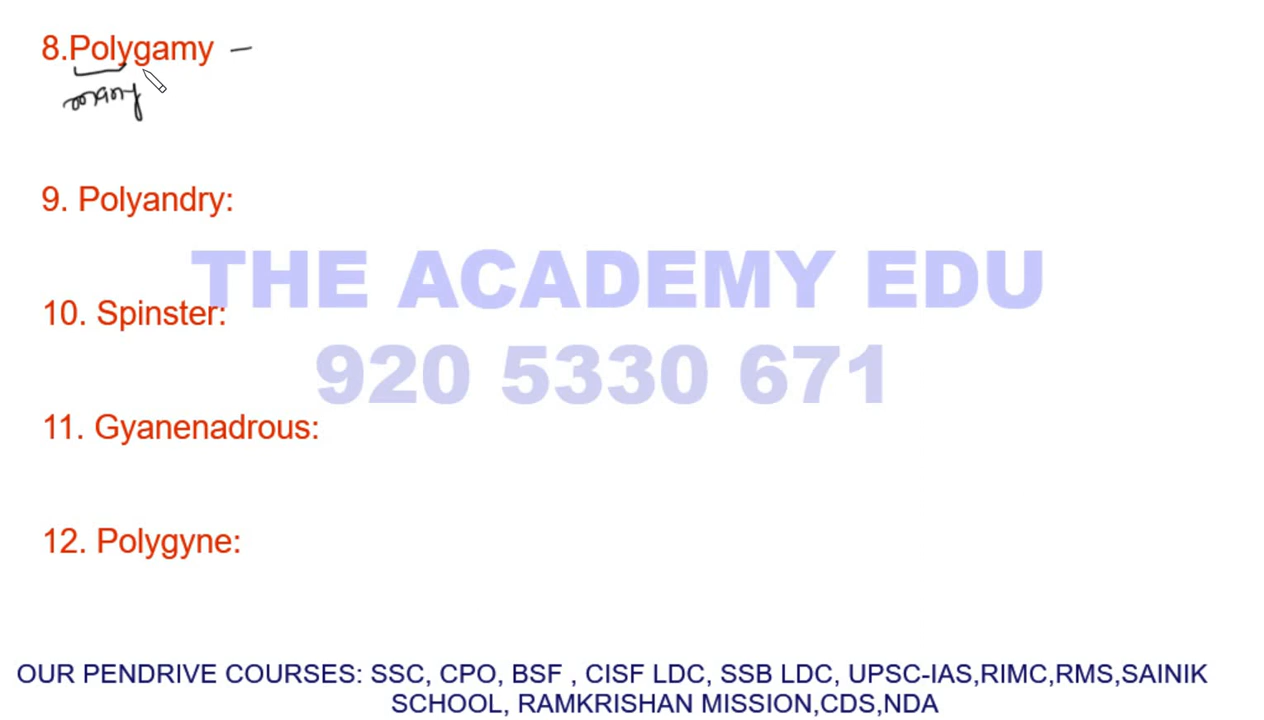 8.Polygamy –
many
9. Polyandry:
THE ACADEMY EDU
10. Spinster:
920 5330 671
11. Gyanenadrous:
12. Polygyne:
OUR PENDRIVE COURSES: SSC, CPO, BSF , CISF LDC, SSB LDC, UPSC-IAS,RIMC,RMS,SAINIK
SCHOOL, RAMKRISHAN MISSION,CDS,NDA